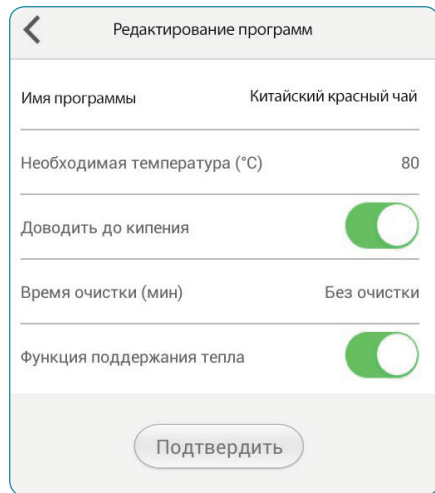 Редактирование программ
Имя программы Китайский красный чай
Необходимая температура (°C) 80
Доводить до кипения
Время очистки (мин) Без очистки
Функция поддержания тепла
Подтвердить